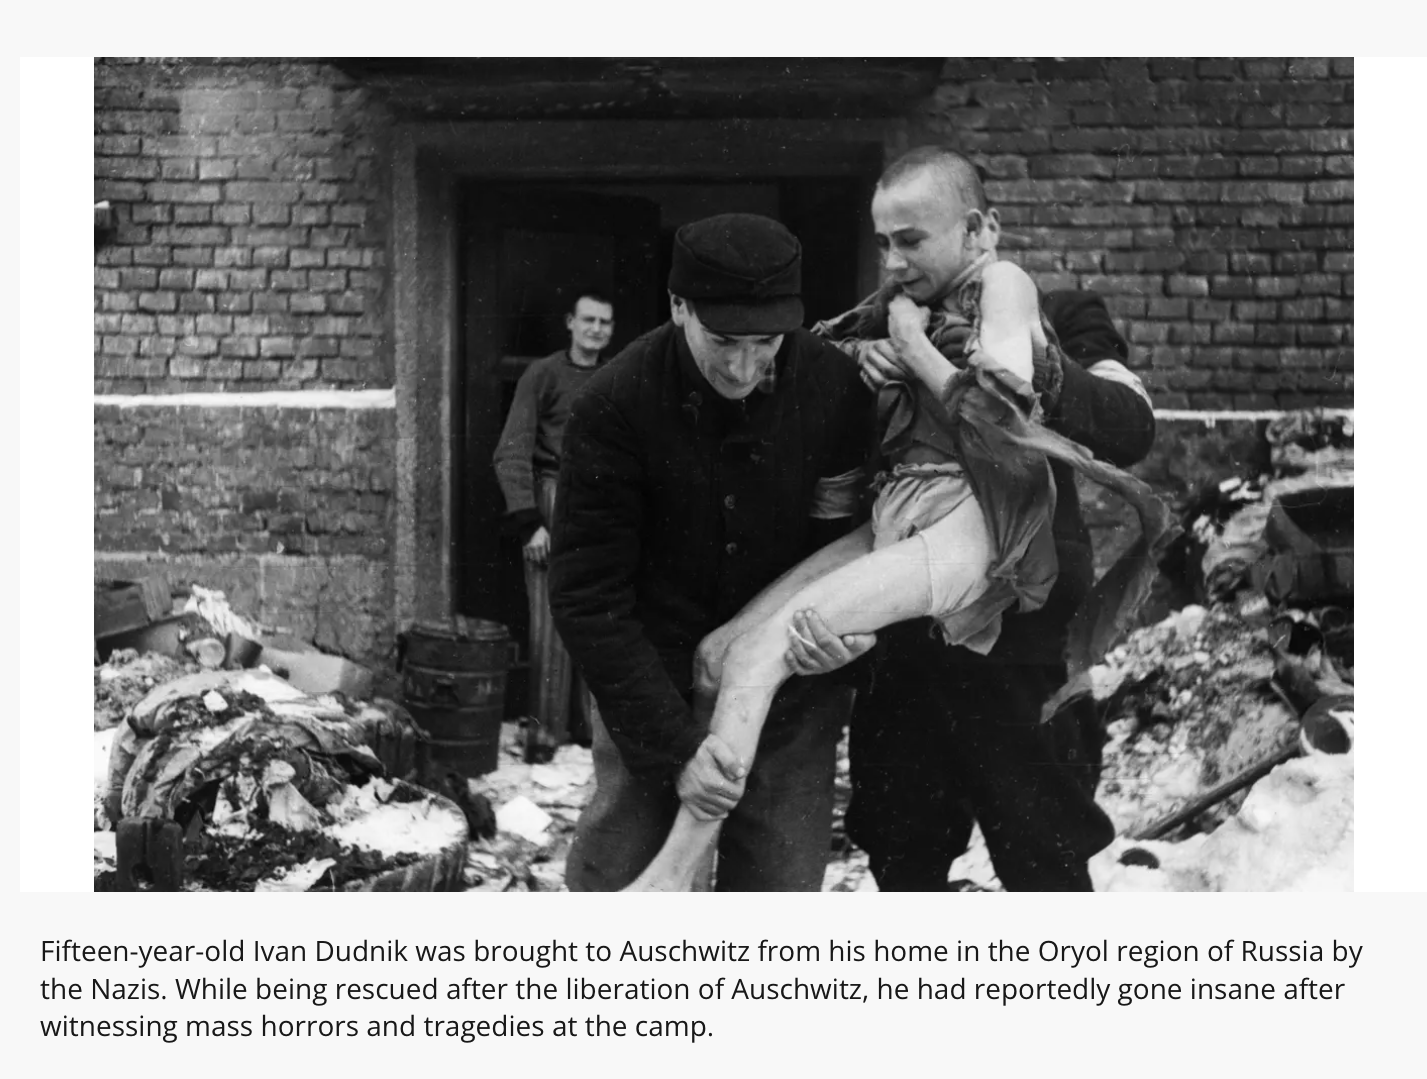 Fifteen-year-old Ivan Dudnik was brought to Auschwitz from his home in the Oryol region of Russia by
the Nazis. While being rescued after the liberation of Auschwitz, he had reportedly gone insane after
witnessing mass horrors and tragedies at the camp.